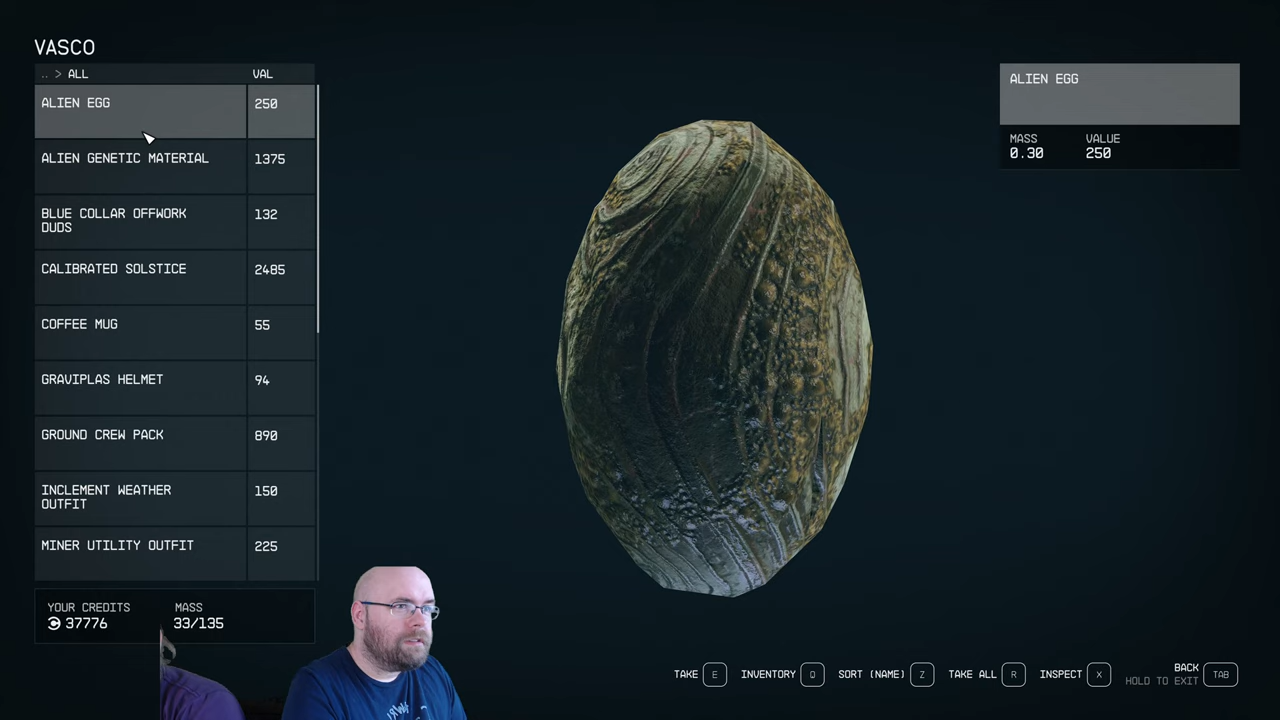 VASCO
.. > ALL VAL
ALIEN EGG 250
ALIEN GENETIC MATERIAL 1375
BLUE COLLAR OFFWORK
DUDS 132
CALIBRATED SOLSTICE 2485
COFFEE MUG 55
GRAVIPLAS HELMET 94
GROUND CREW PACK 890
INCLEMENT WEATHER
OUTFIT 150
MINER UTILITY OUTFIT 225
YOUR CREDITS MASS
37776 33/135
ALIEN EGG
MASS VALUE
0.30 250
TAKE E INVENTORY Q SORT (NAME) Z TAKE ALL R INSPECT X BACK
HOLD TO EXIT TAB